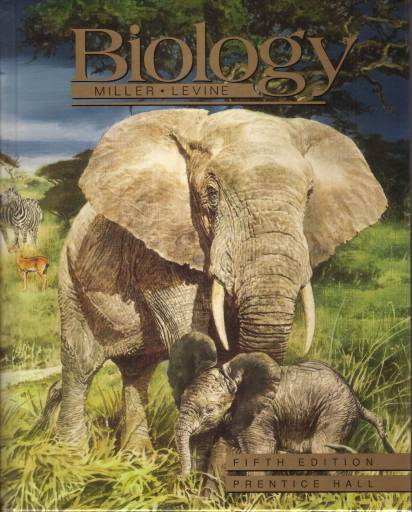 Biology
MILLER • LEVINE
FIFTH EDITION
PRENTICE HALL